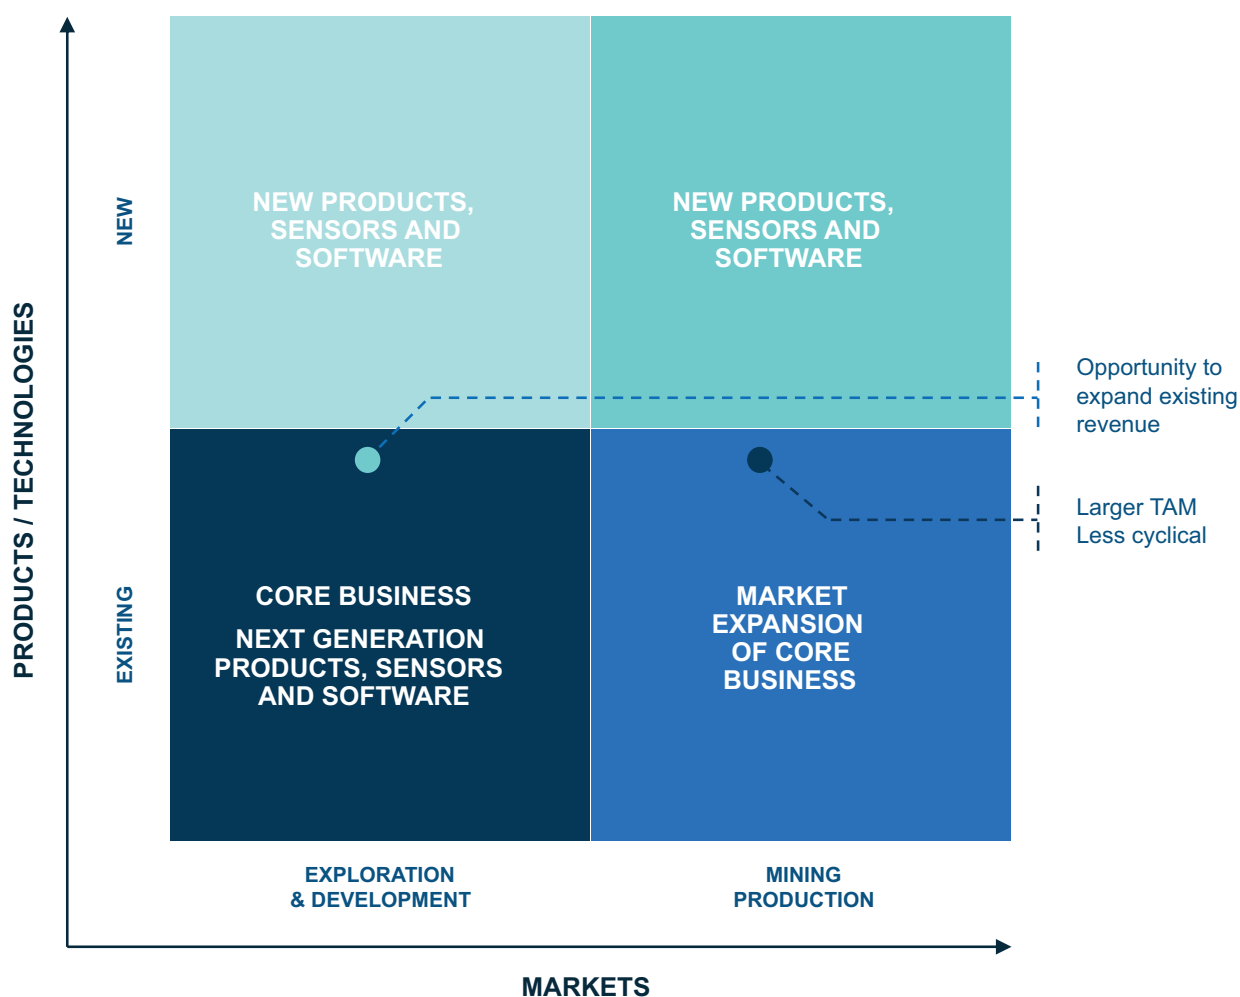 PRODUCTS / TECHNOLOGIES
NEW
NEW PRODUCTS,
SENSORS AND
SOFTWARE
NEW PRODUCTS,
SENSORS AND
SOFTWARE
Opportunity to
expand existing
revenue
Larger TAM
Less cyclical
EXISTING
CORE BUSINESS
NEXT GENERATION
PRODUCTS, SENSORS
AND SOFTWARE
MARKET
EXPANSION
OF CORE
BUSINESS
EXPLORATION
& DEVELOPMENT
MINING
PRODUCTION
MARKETS